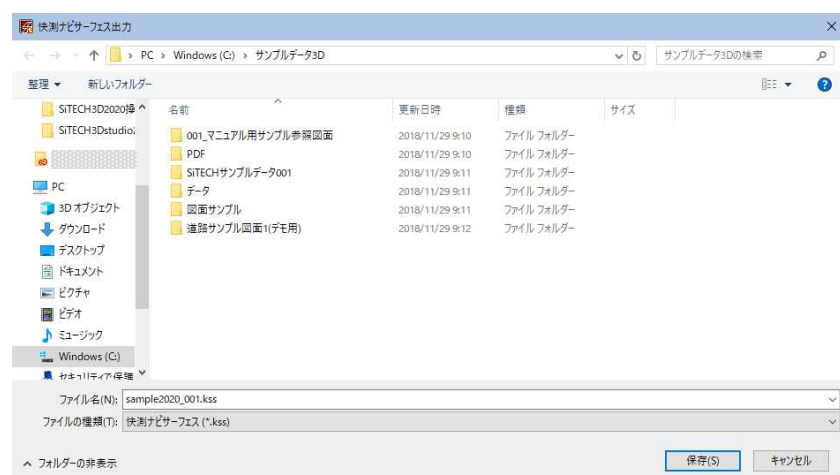 快測ナビサーフェス出力
PC › Windows (C:) › サンプルデータ3D
サンプルデータ3Dの検索
整理 新しいフォルダー
SiTECH3D2020操
SiTECH3Dstudio:
PC
3D オブジェクト
ダウンロード
デスクトップ
ドキュメント
ピクチャ
ビデオ
ミュージック
Windows (C:)
セキュリティで保護
名前 更新日時 種類 サイズ
001_マニュアル用サンプル参照図面 2018/11/29 9:10 ファイル フォルダー
PDF 2018/11/29 9:10 ファイル フォルダー
SiTECHサンプルデータ001 2018/11/29 9:11 ファイル フォルダー
データ 2018/11/29 9:11 ファイル フォルダー
図面サンプル 2018/11/29 9:11 ファイル フォルダー
道路サンプル図面1(デモ用) 2018/11/29 9:12 ファイル フォルダー
ファイル名(N): sample2020_001.kss
ファイルの種類(T): 快測ナビサーフェス (*.kss)
フォルダーの非表示
保存(S) キャンセル